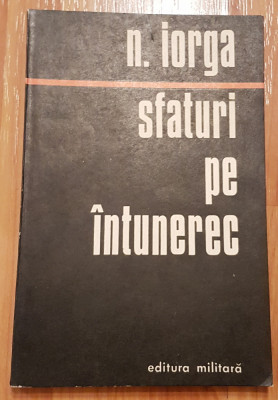 n. iorga
sfaturi
pe
întunerec
editura militară